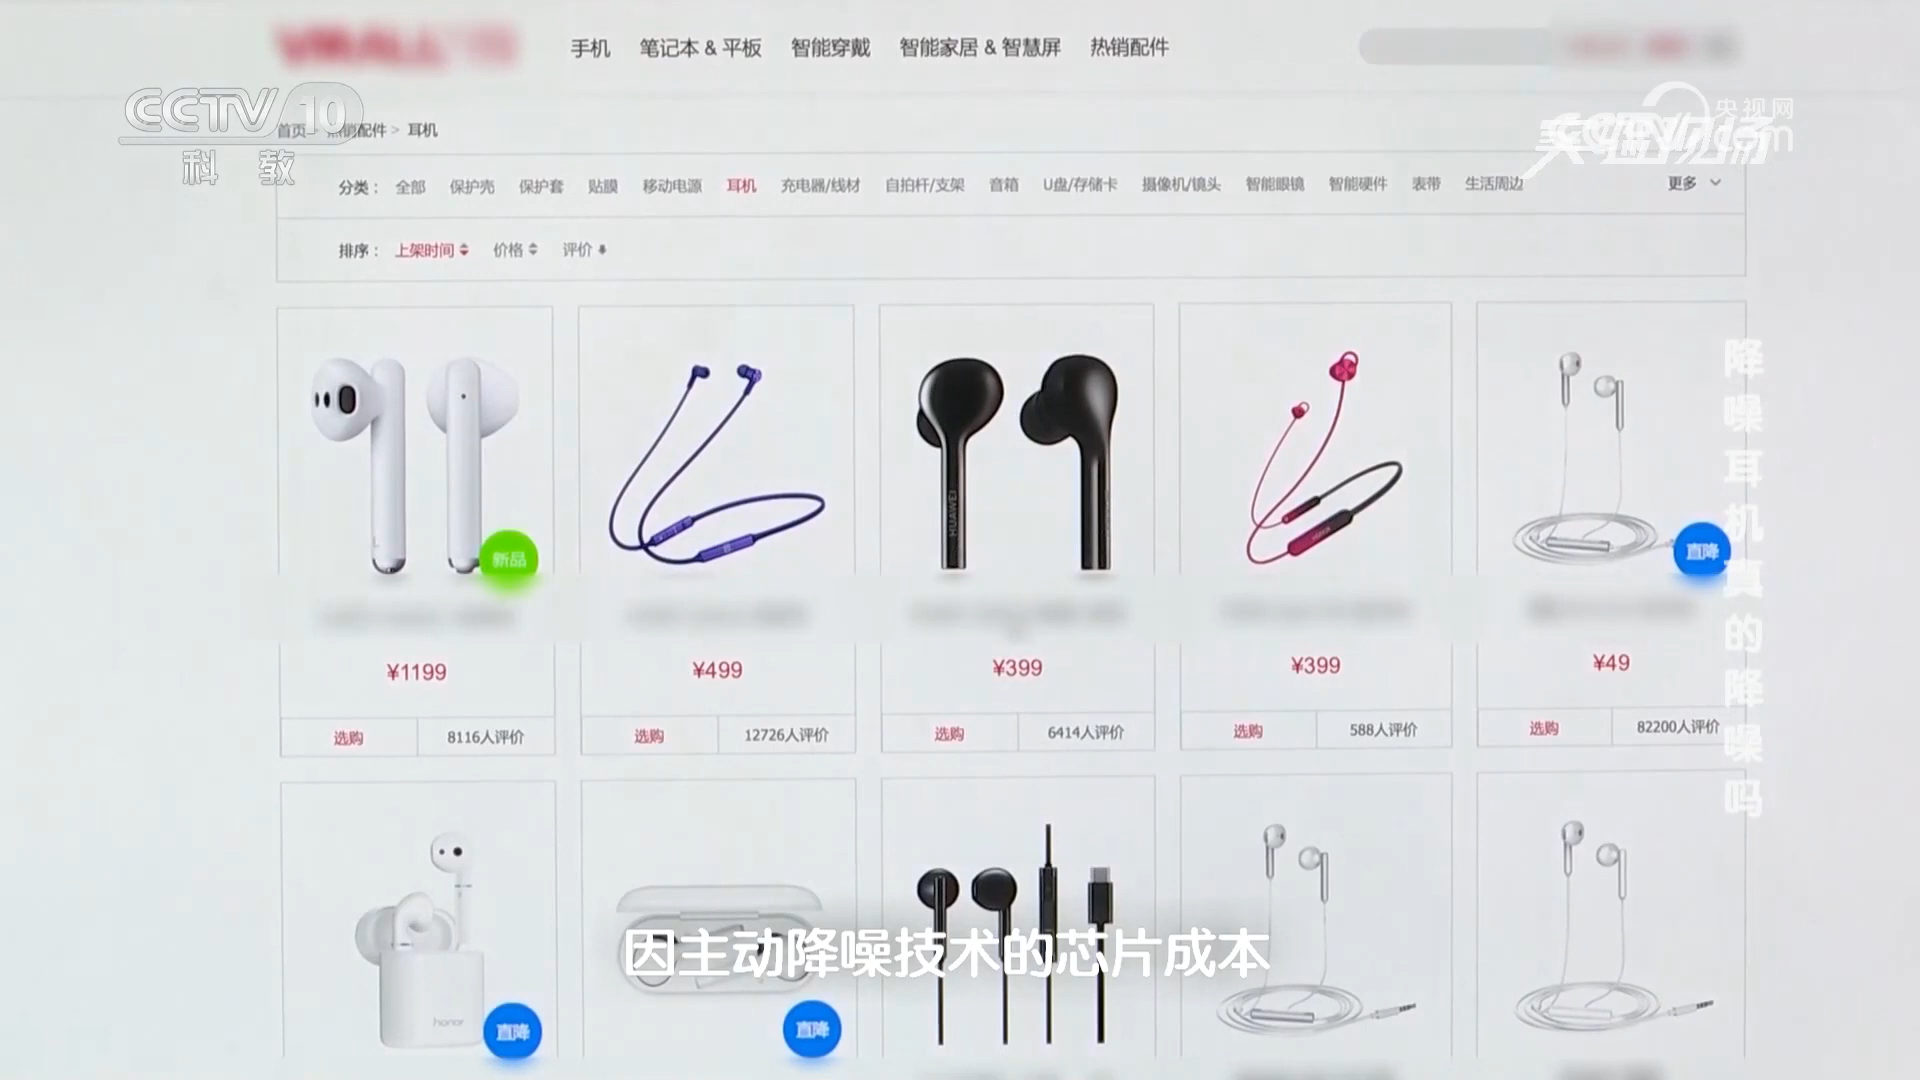 手机 笔记本 & 平板 智能穿戴 智能家居 & 智慧屏 热销配件
CCTV 10
科教
央视网
首页 > 热销配件 > 耳机
分类： 全部 保护壳 保护套 贴膜 移动电源 耳机 充电器/线材 自拍杆/支架 音箱 U盘/存储卡 摄像机/镜头 智能眼镜 智能硬件 表带 生活周边 更多
排序： 上架时间 价格 评价
降噪耳机真的降噪吗
HUAWEI
新品
直降
¥1199 ¥499 ¥399 ¥399 ¥49
选购 8116人评价 选购 12726人评价 选购 6414人评价 选购 588人评价 选购 82200人评价
因主动降噪技术的芯片成本
honor
直降
直降